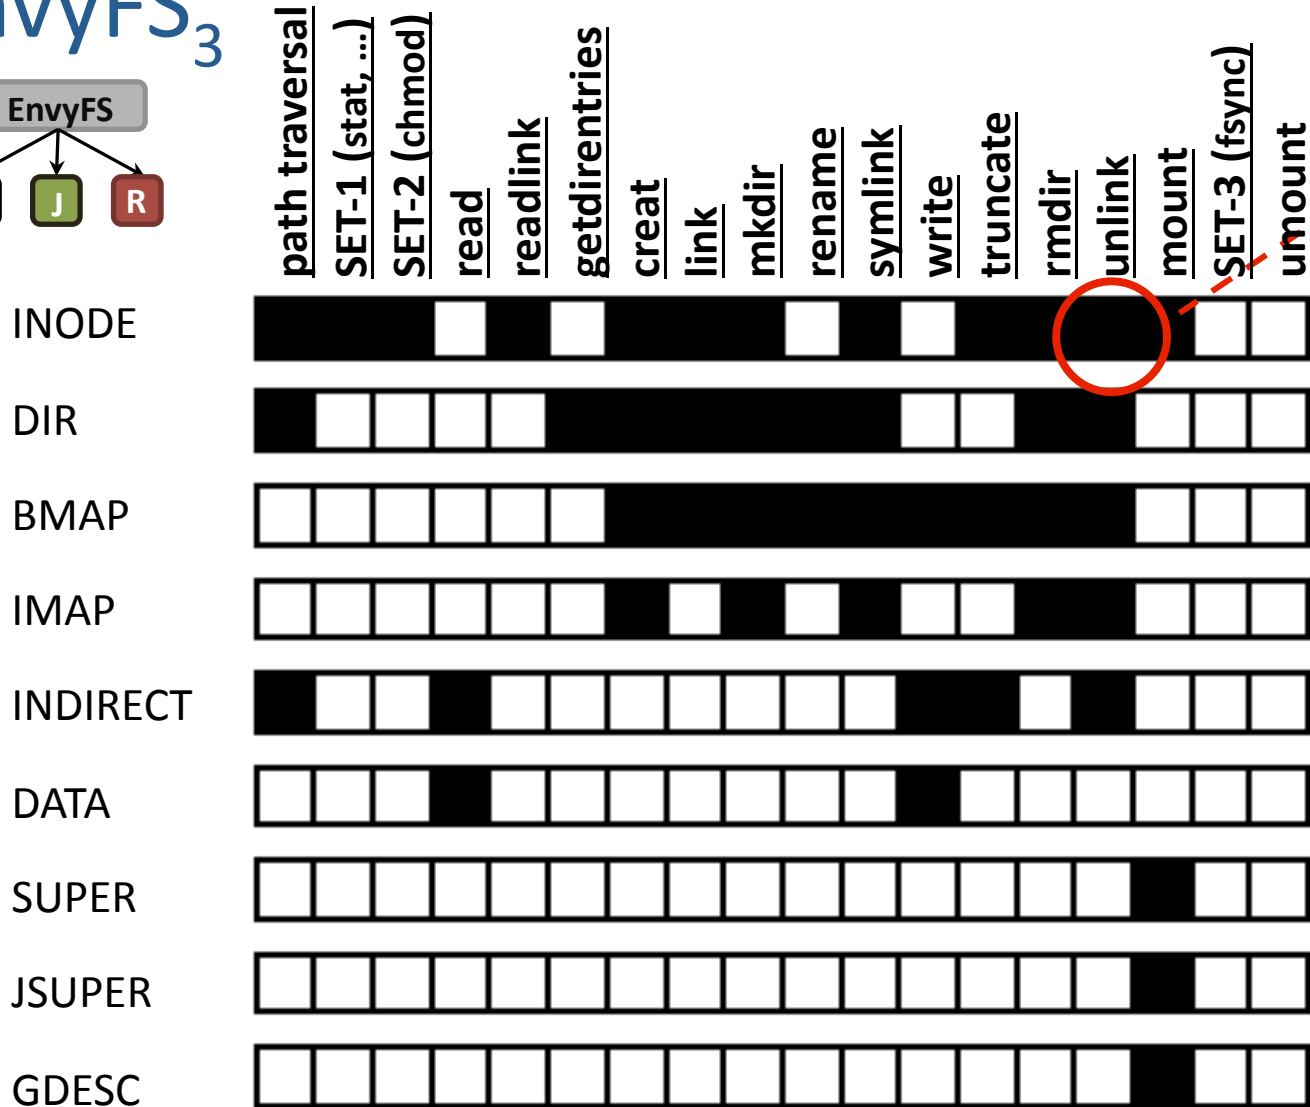 nvyFS3
EnvyFS
J
R
path traversal
SET-1 (stat, …)
SET-2 (chmod)
read
readlink
getdirentries
creat
link
mkdir
rename
symlink
write
truncate
rmdir
unlink
mount
SET-3 (fsync)
umount
INODE
DIR
BMAP
IMAP
INDIRECT
DATA
SUPER
JSUPER
GDESC